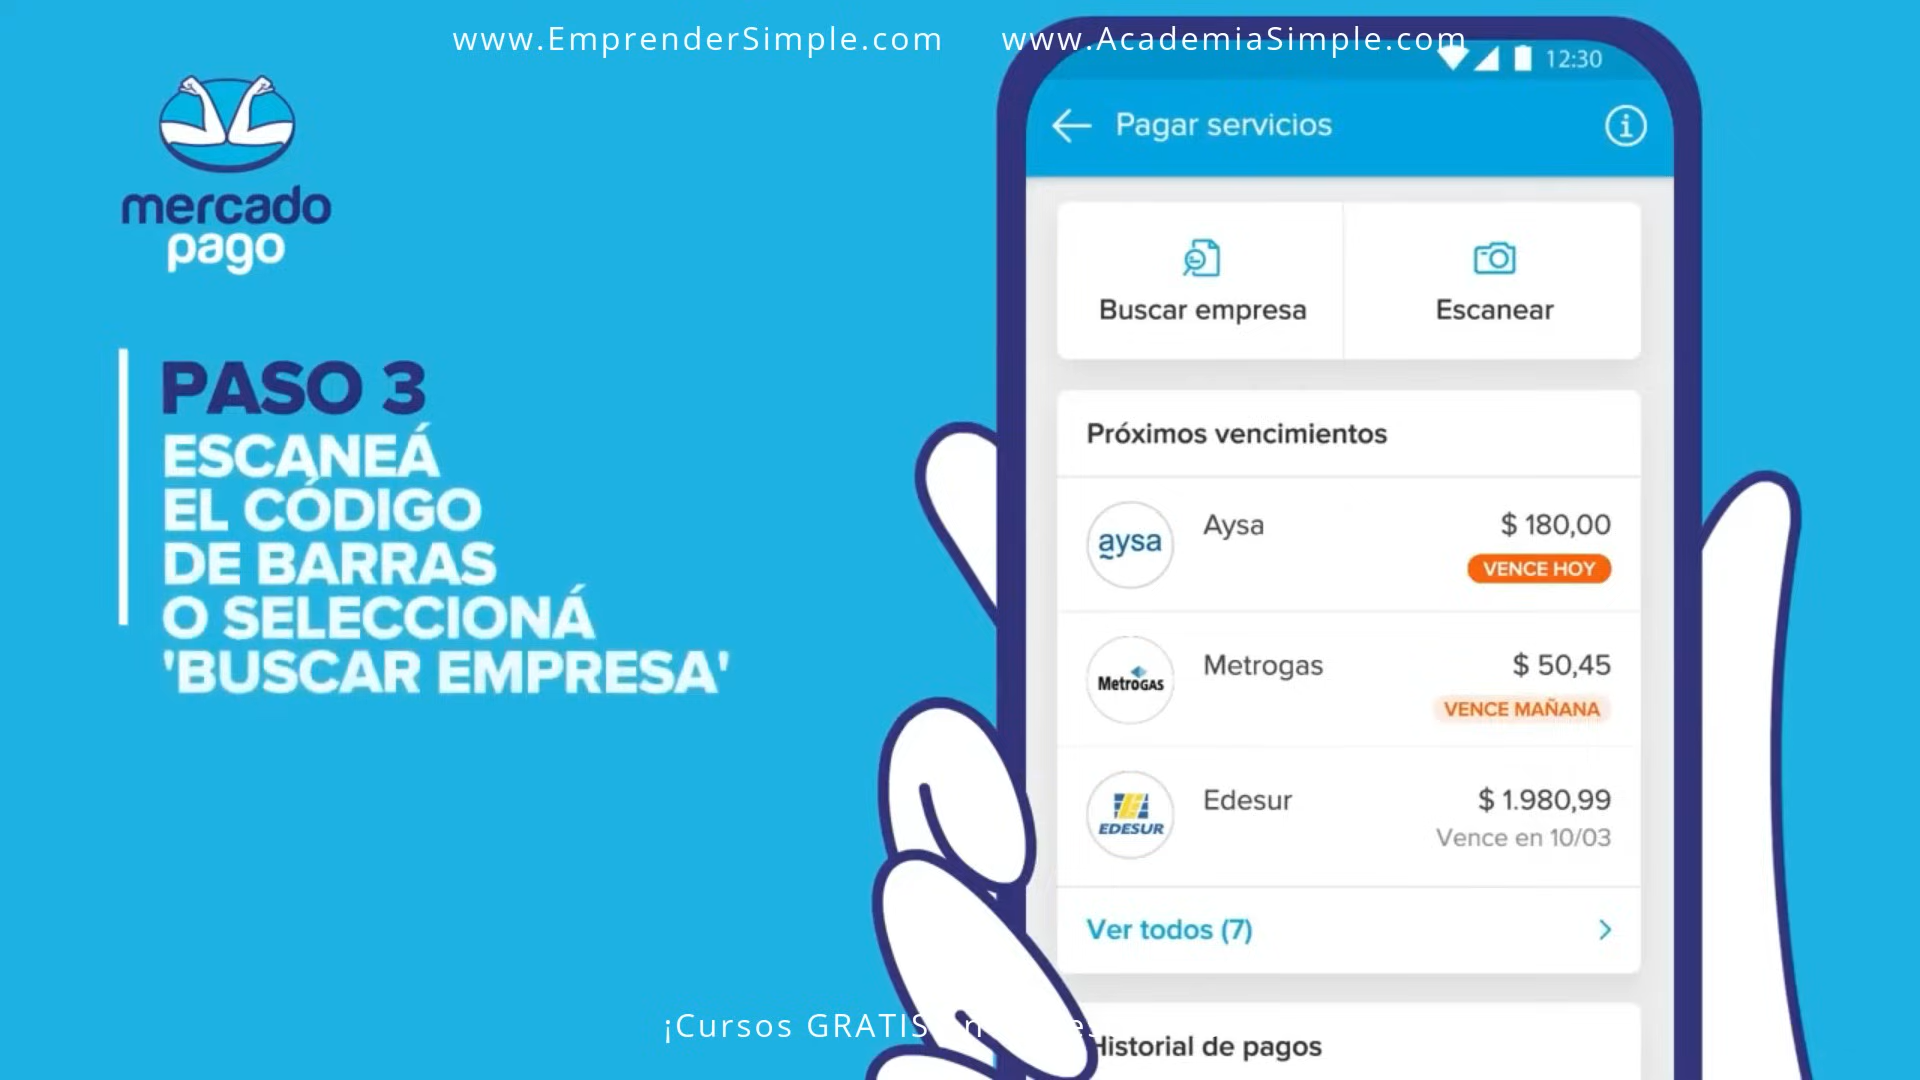 www.EmprenderSimple.com www.AcademiaSimple.com
12:30
mercado
pago
PASO 3
ESCANEÁ
EL CÓDIGO
DE BARRAS
O SELECCIONÁ
'BUSCAR EMPRESA'
Pagar servicios
Buscar empresa
Escanear
Próximos vencimientos
aysa
Aysa
$ 180,00
VENCE HOY
METROGAS
Metrogas
$ 50,45
VENCE MAÑANA
EDESUR
Edesur
$ 1.980,99
Vence en 10/03
Ver todos (7)
Historial de pagos
¡Cursos GRATIS